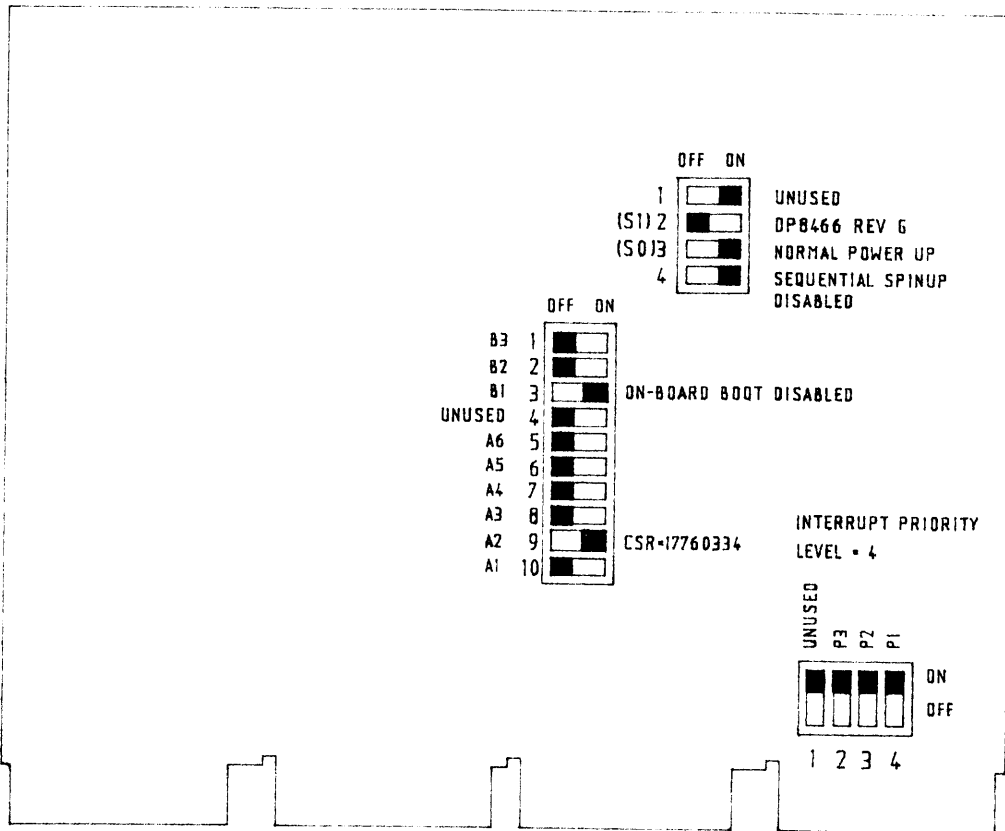 OFF ON
1 UNUSED
(S1) 2 DP8466 REV G
(S0)3 NORMAL POWER UP
4 SEQUENTIAL SPINUP
DISABLED
OFF ON
B3 1
B2 2
B1 3 ON-BOARD BOOT DISABLED
UNUSED 4
A6 5
A5 6
A4 7
A3 8
A2 9 CSR=17760334
A1 10
INTERRUPT PRIORITY
LEVEL = 4
UNUSED P3 P2 P1
ON
OFF
1 2 3 4